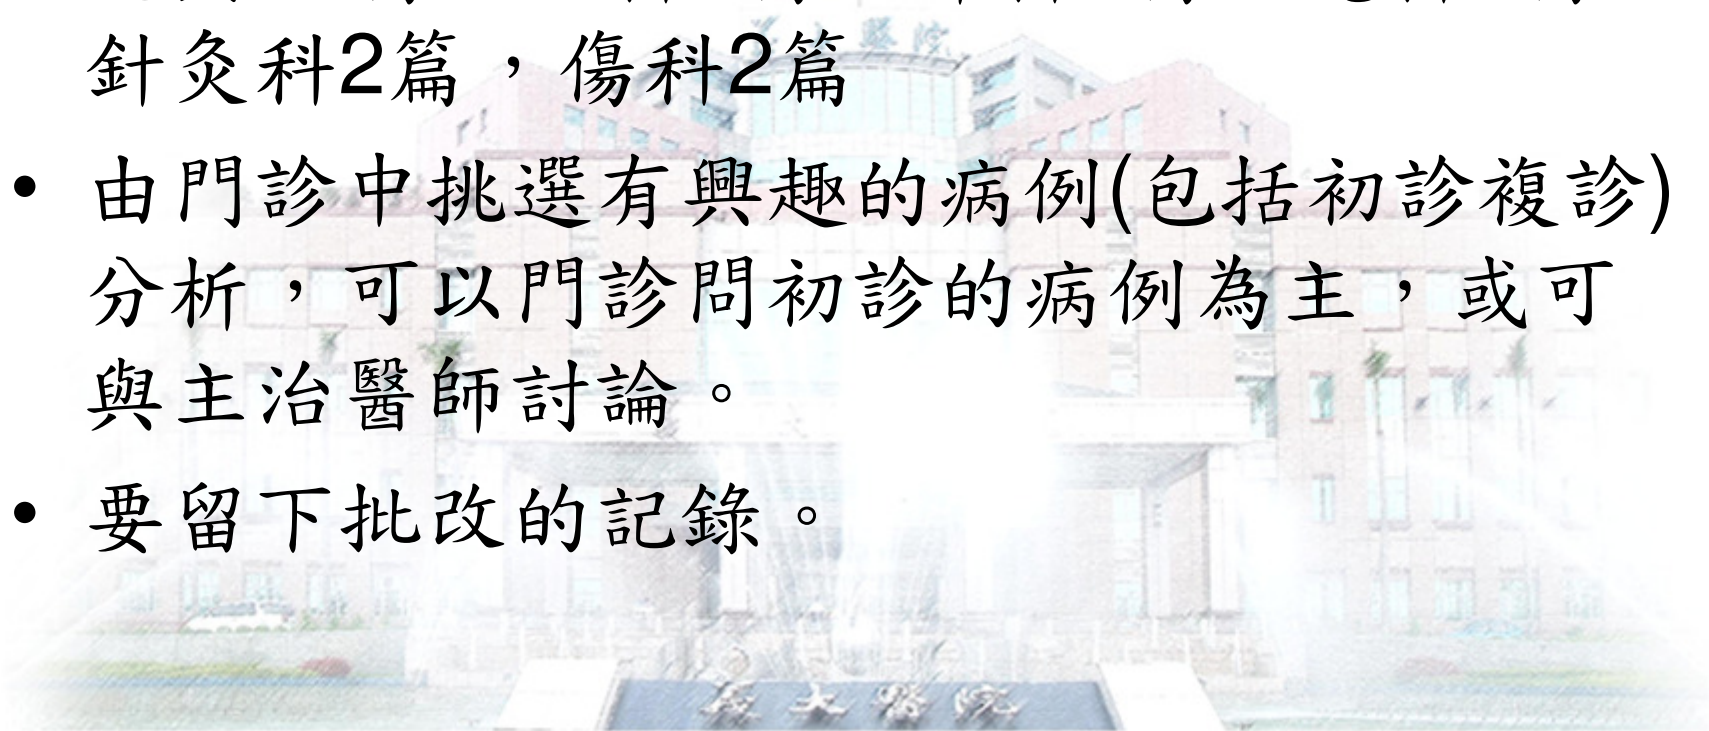 針灸科2篇，傷科2篇
• 由門診中挑選有興趣的病例(包括初診複診)
分析，可以門診問初診的病例為主，或可
與主治醫師討論。
• 要留下批改的記錄。
大醫院